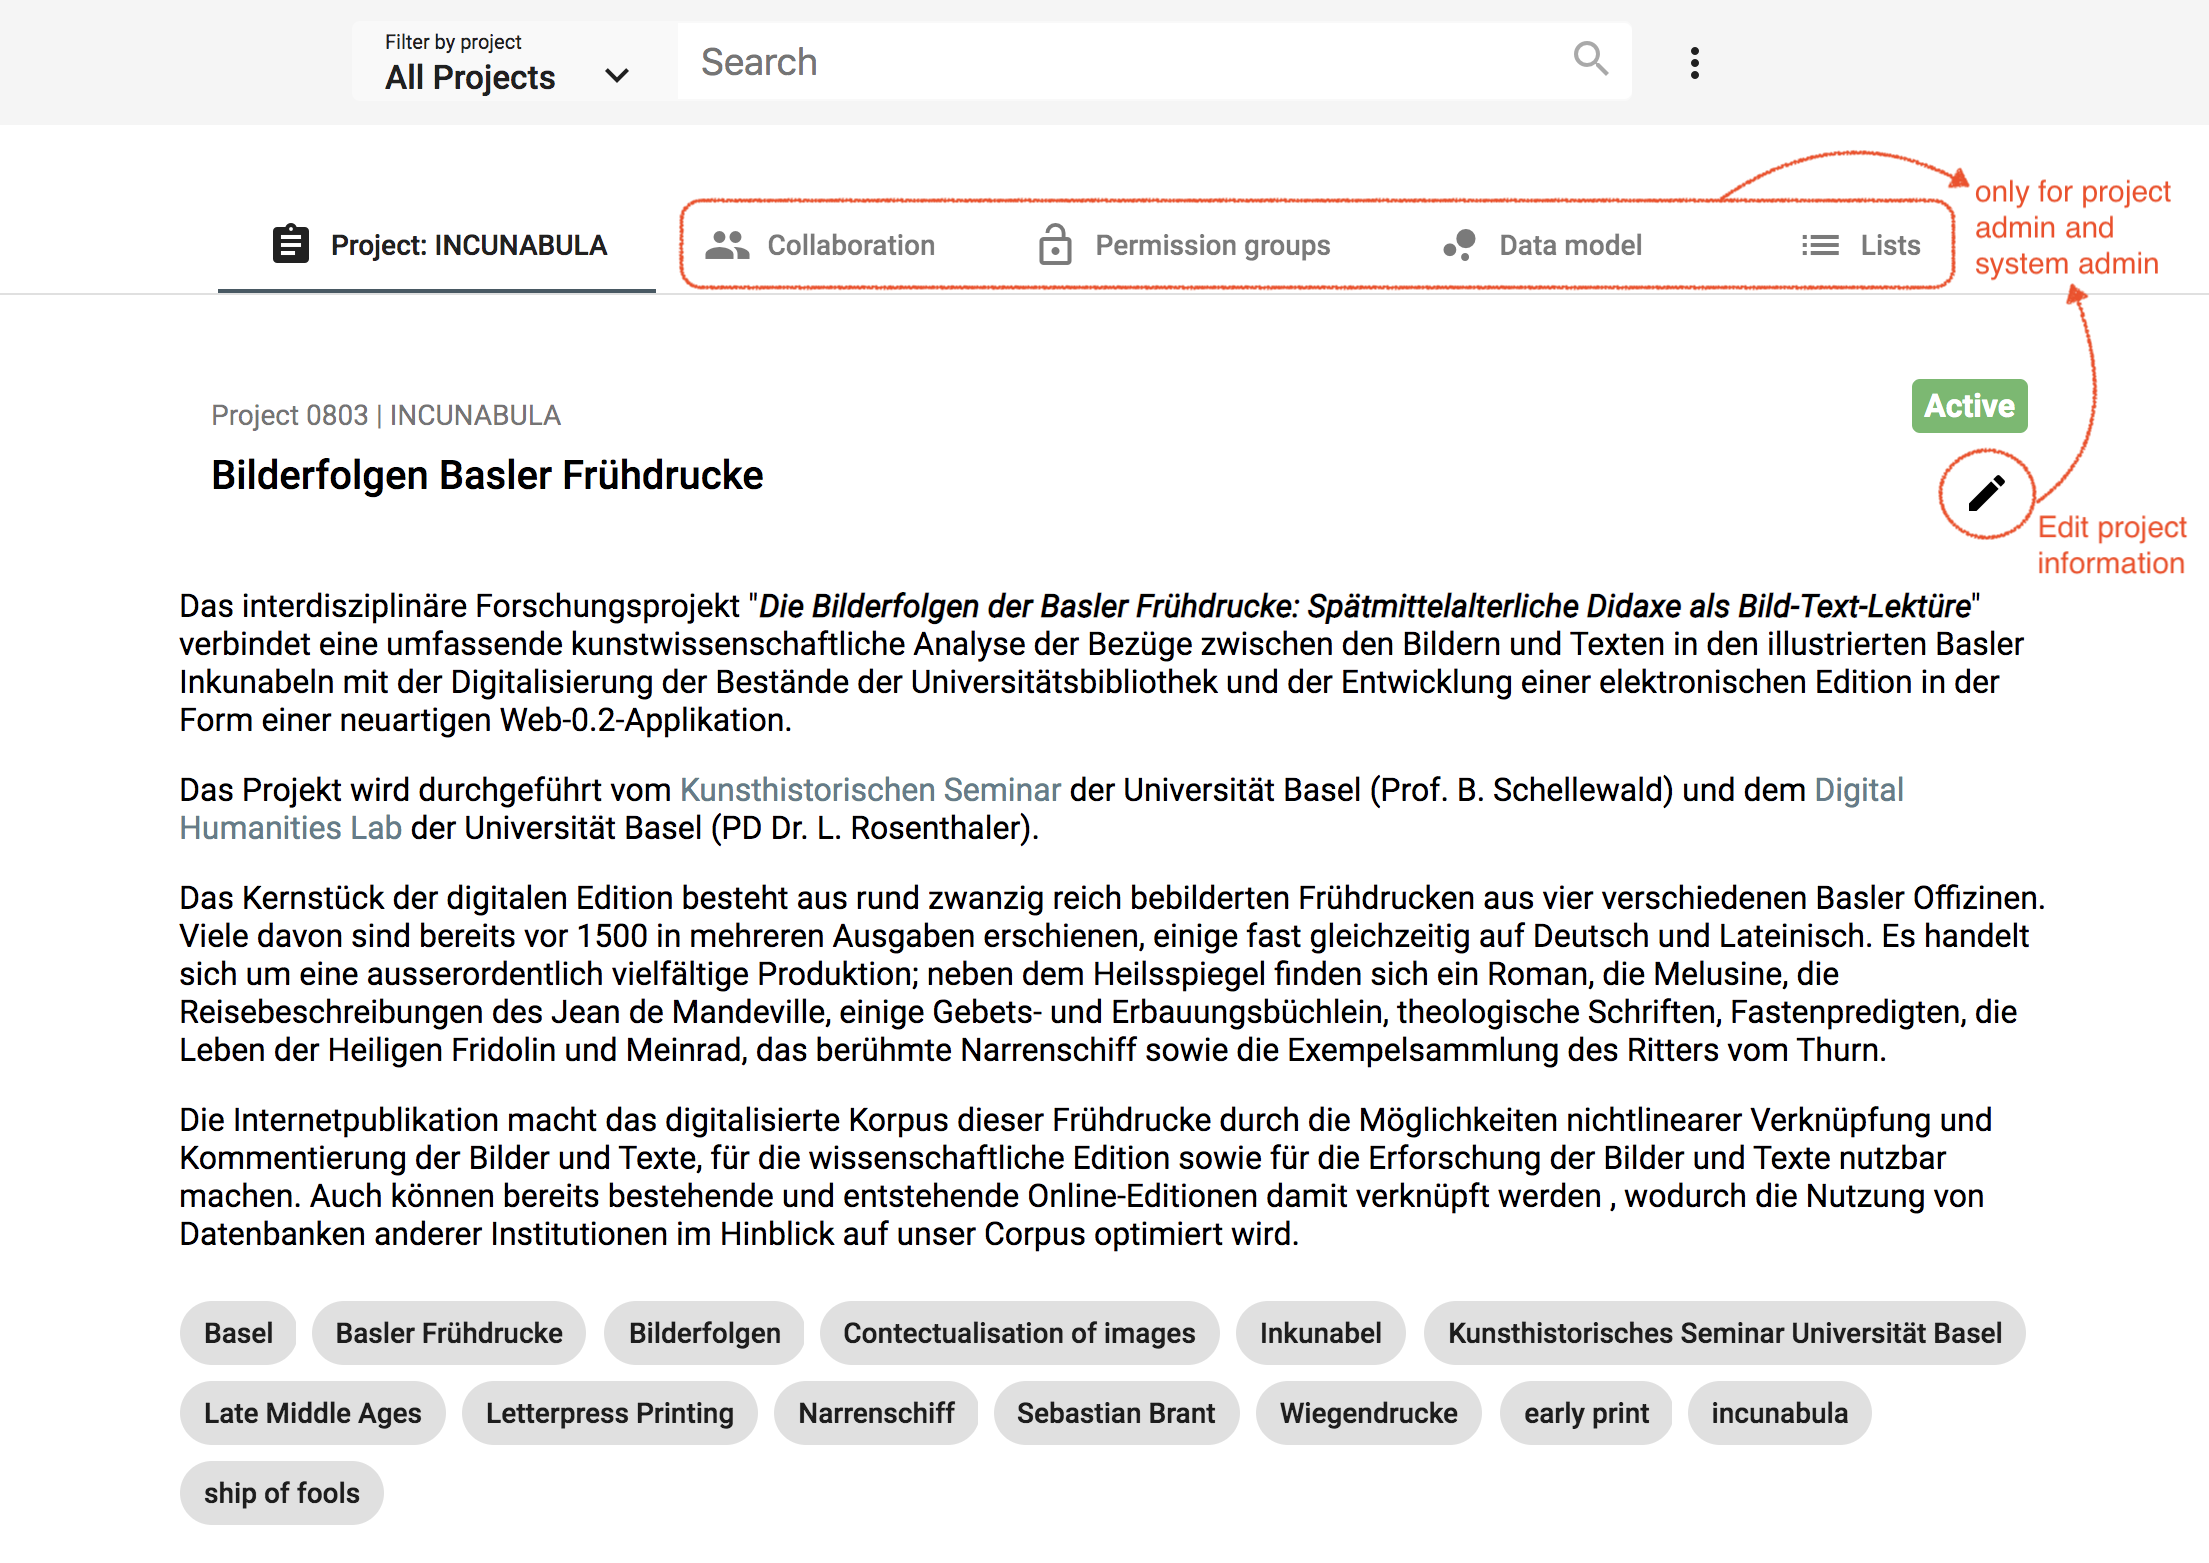 Filter by project
All Projects
Search
only for project
admin and
system admin
Project: INCUNABULA
Collaboration
Permission groups
Data model
Lists
Project 0803 | INCUNABULA
Active
Bilderfolgen Basler Frühdrucke
Edit project
information
Das interdisziplinäre Forschungsprojekt "Die Bilderfolgen der Basler Frühdrucke: Spätmittelalterliche Didaxe als Bild-Text-Lektüre"
verbindet eine umfassende kunstwissenschaftliche Analyse der Bezüge zwischen den Bildern und Texten in den illustrierten Basler
Inkunabeln mit der Digitalisierung der Bestände der Universitätsbibliothek und der Entwicklung einer elektronischen Edition in der
Form einer neuartigen Web-0.2-Applikation.
Das Projekt wird durchgeführt vom Kunsthistorischen Seminar der Universität Basel (Prof. B. Schellewald) und dem Digital
Humanities Lab der Universität Basel (PD Dr. L. Rosenthaler).
Das Kernstück der digitalen Edition besteht aus rund zwanzig reich bebilderten Frühdrucken aus vier verschiedenen Basler Offizinen.
Viele davon sind bereits vor 1500 in mehreren Ausgaben erschienen, einige fast gleichzeitig auf Deutsch und Lateinisch. Es handelt
sich um eine ausserordentlich vielfältige Produktion; neben dem Heilsspiegel finden sich ein Roman, die Melusine, die
Reisebeschreibungen des Jean de Mandeville, einige Gebets- und Erbauungsbüchlein, theologische Schriften, Fastenpredigten, die
Leben der Heiligen Fridolin und Meinrad, das berühmte Narrenschiff sowie die Exempelsammlung des Ritters vom Thurn.
Die Internetpublikation macht das digitalisierte Korpus dieser Frühdrucke durch die Möglichkeiten nichtlinearer Verknüpfung und
Kommentierung der Bilder und Texte, für die wissenschaftliche Edition sowie für die Erforschung der Bilder und Texte nutzbar
machen. Auch können bereits bestehende und entstehende Online-Editionen damit verknüpft werden , wodurch die Nutzung von
Datenbanken anderer Institutionen im Hinblick auf unser Corpus optimiert wird.
Basel
Basler Frühdrucke
Bilderfolgen
Contectualisation of images
Inkunabel
Kunsthistorisches Seminar Universität Basel
Late Middle Ages
Letterpress Printing
Narrenschiff
Sebastian Brant
Wiegendrucke
early print
incunabula
ship of fools